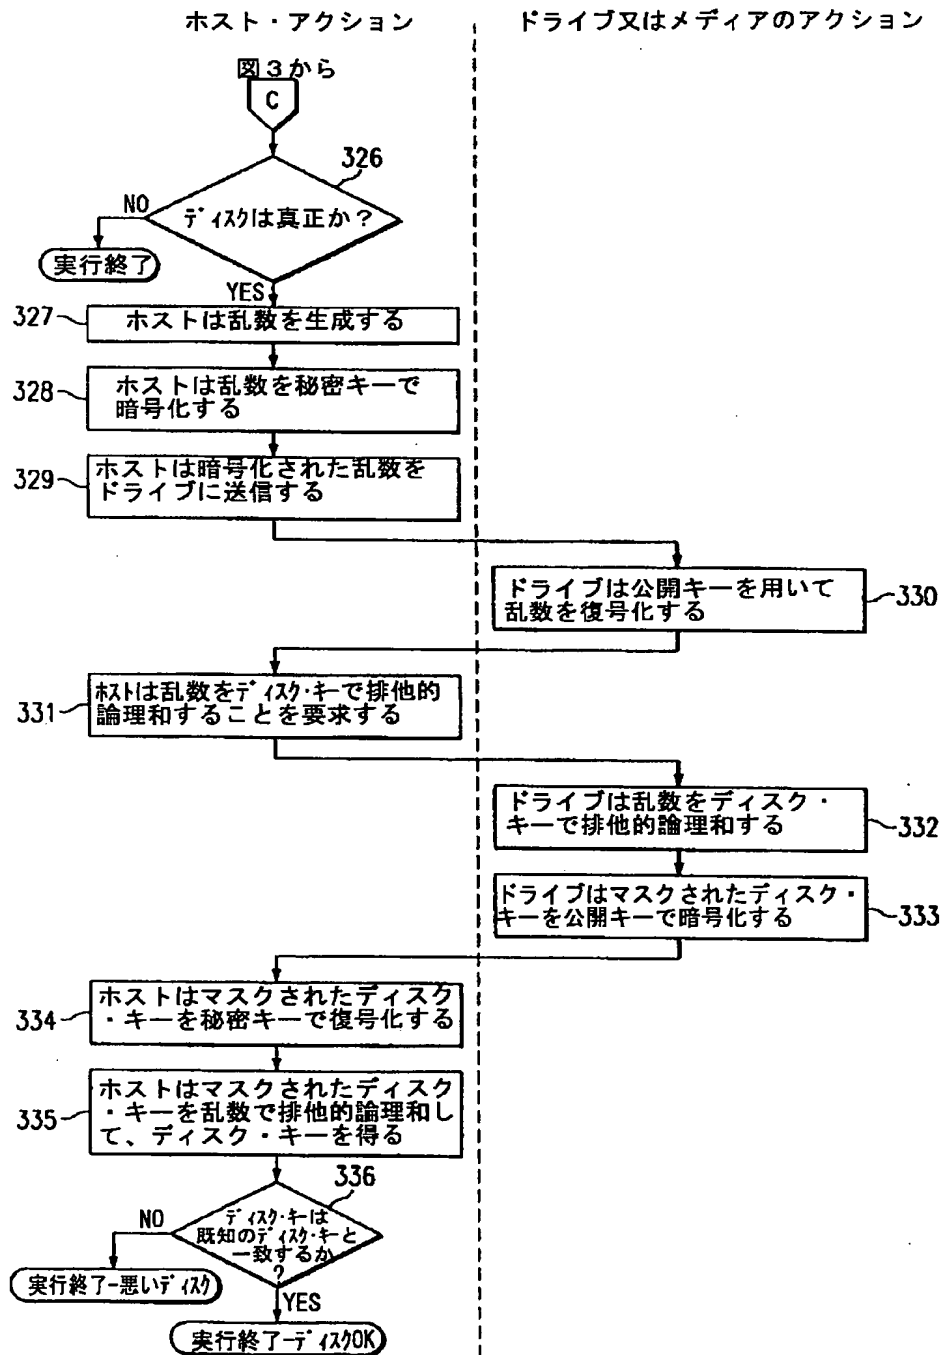 ホスト・アクション
ドライブ又はメディアのアクション
図3から
C
326
ディスクは真正か?
NO
実行終了
YES
327
ホストは乱数を生成する
328
ホストは乱数を秘密キーで
暗号化する
329
ホストは暗号化された乱数を
ドライブに送信する
ドライブは公開キーを用いて
乱数を復号化する
330
331
ホストは乱数をディスク・キーで排他的
論理和することを要求する
ドライブは乱数をディスク・
キーで排他的論理和する
332
ドライブはマスクされたディスク・
キーを公開キーで暗号化する
333
334
ホストはマスクされたディスク
・キーを秘密キーで復号化する
335
ホストはマスクされたディスク
・キーを乱数で排他的論理和し
て、ディスク・キーを得る
336
ディスク・キーは
既知のディスク・キーと
一致するか
?
NO
実行終了-悪いディスク
YES
実行終了-ディスクOK